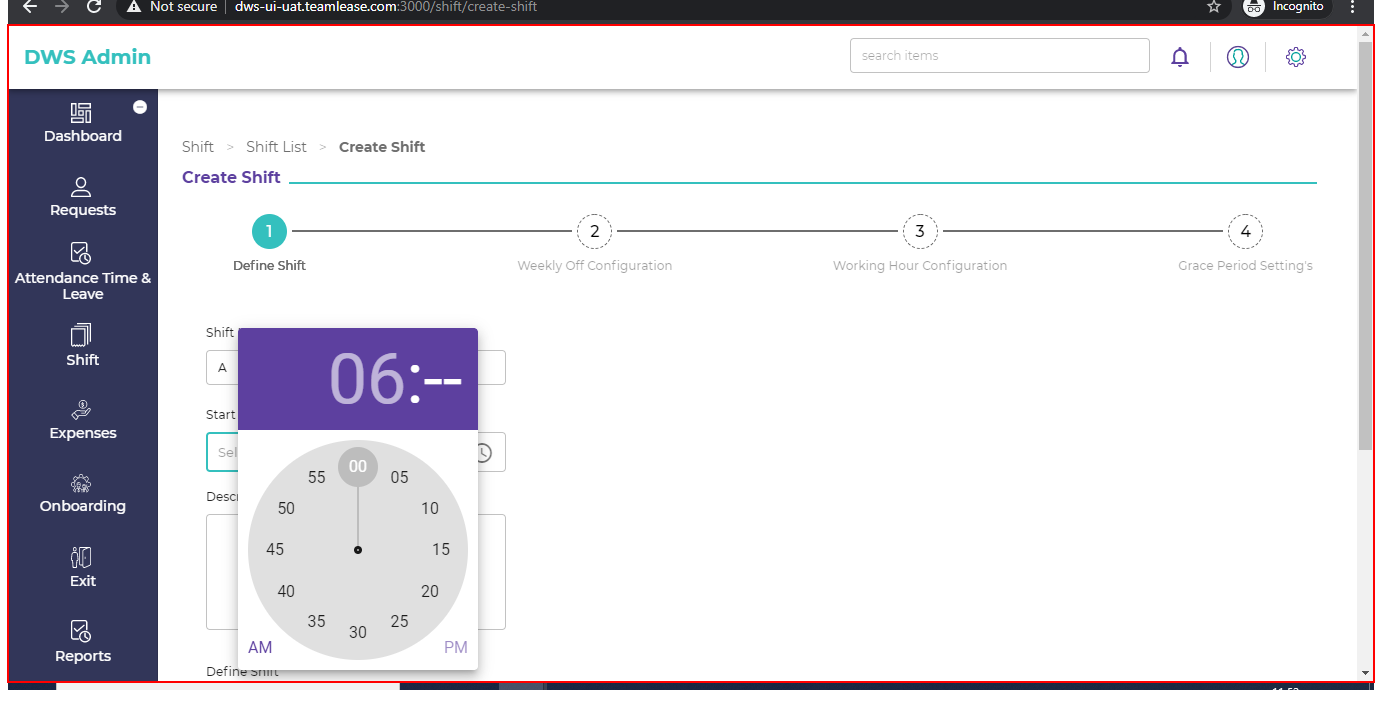 Not secure dws-ui-uat.teamlease.com:3000/shift/create-shift Incognito
DWS Admin
search items
Dashboard
Requests
Attendance Time &
Leave
Shift
Expenses
Onboarding
Exit
Reports
Shift > Shift List > Create Shift
Create Shift
1 2 3 4
Define Shift Weekly Off Configuration Working Hour Configuration Grace Period Setting's
Shift
A
Start
Sel
Descr
06:--
00
55 05
50 10
45 15
40 20
35 25
30
AM PM
Define Shift